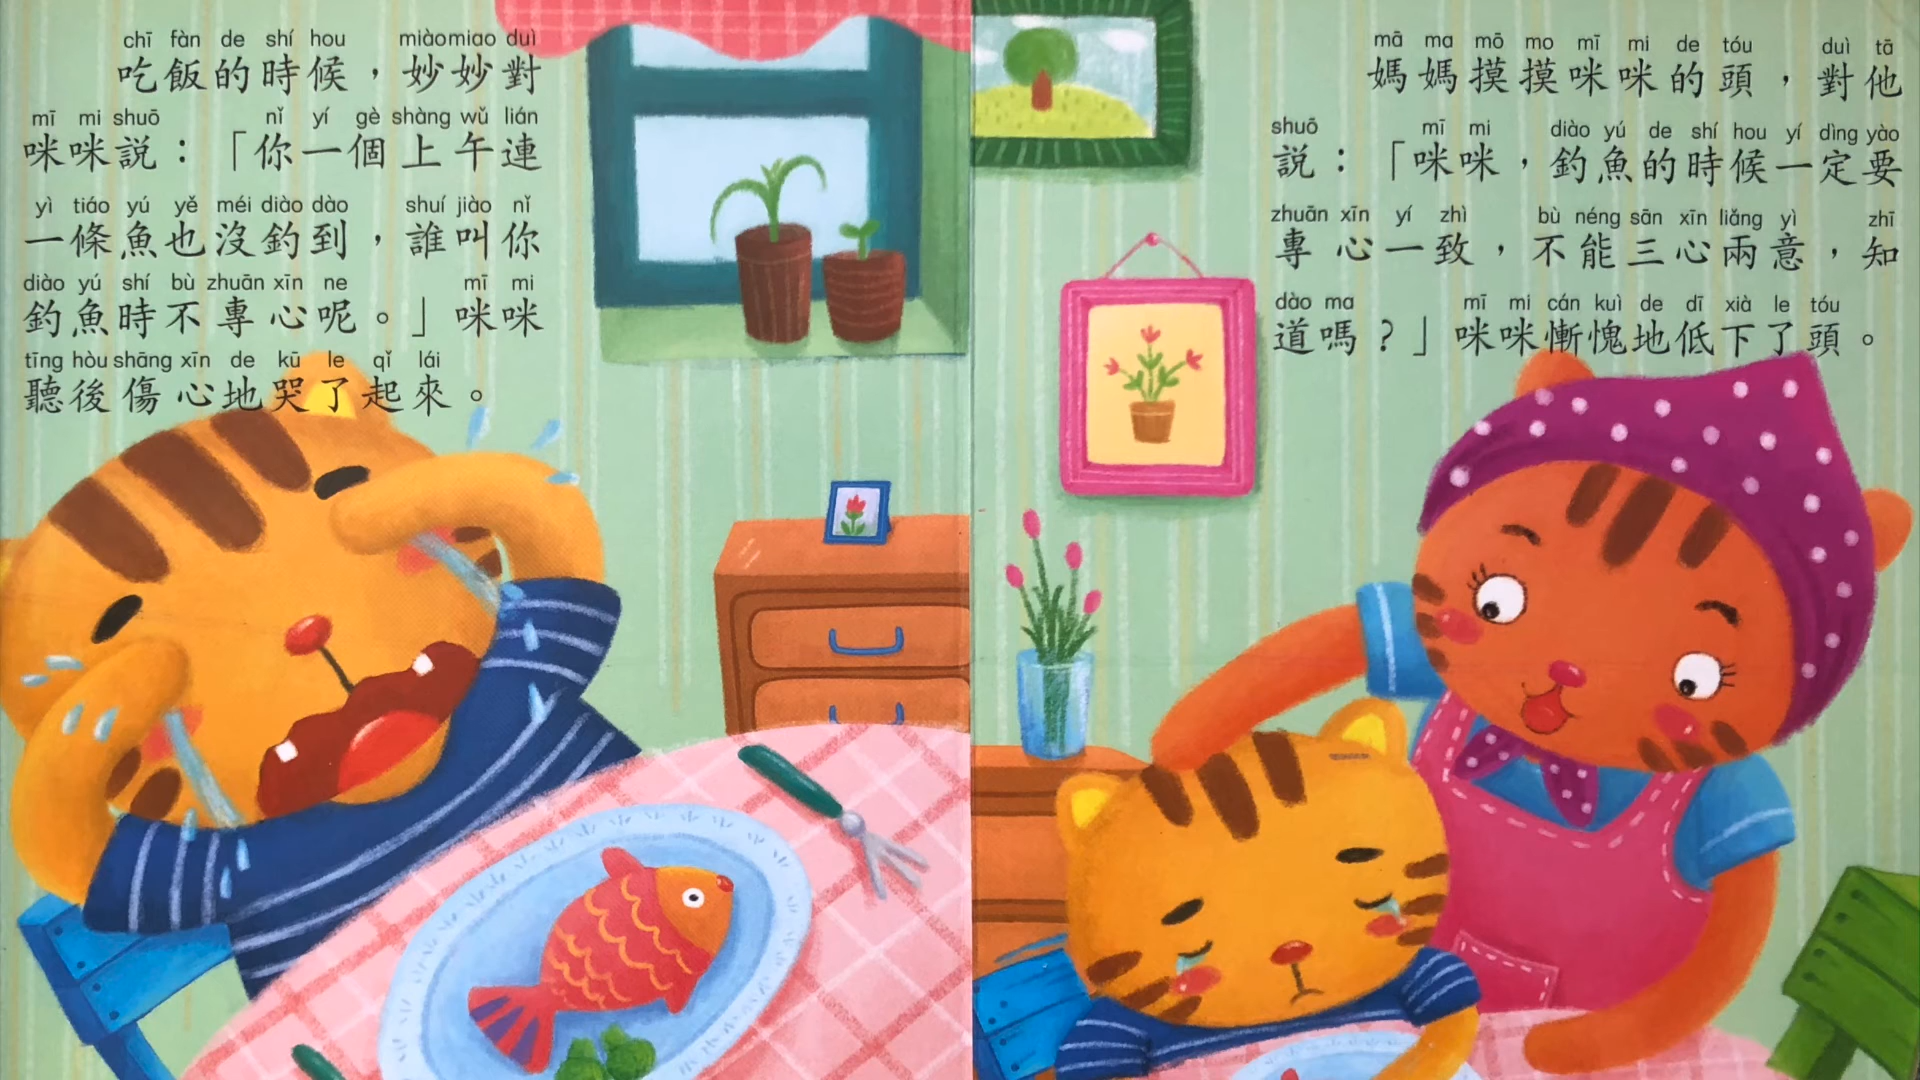 chī fàn de shí hou miào miao duì
吃飯的時候，妙妙對
mī mi shuō nǐ yí gè shàng wǔ lián
咪咪説：「你一個上午連
yì tiáo yú yě méi diào dào shuí jiào nǐ
一條魚也沒釣到，誰叫你
diào yú shí bù zhuān xīn ne mī mi
釣魚時不專心呢。」咪咪
tīng hòu shāng xīn de kū le qǐ lái
聽後傷心地哭了起來。
mā ma mō mo mī mi de tóu duì tā
媽媽摸摸咪咪的頭，對他
shuō mī mi diào yú de shí hou yí dìng yào
説：「咪咪，釣魚的時候一定要
zhuān xīn yí zhì bù néng sān xīn liǎng yì zhī
專心一致，不能三心兩意，知
dào ma mī mi cán kuì de dī xià le tóu
道嗎？」咪咪慚愧地低下了頭。